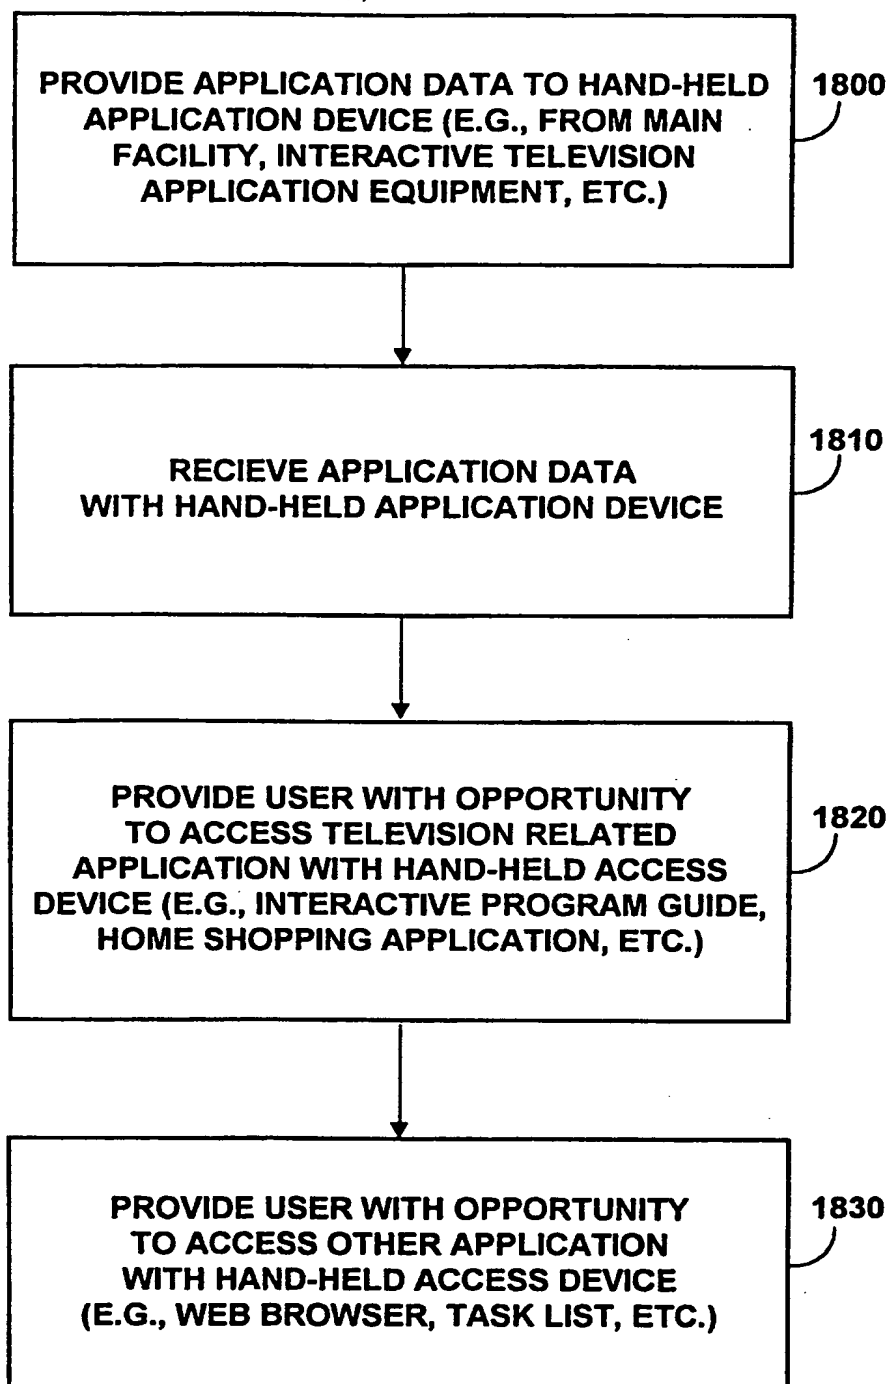 PROVIDE APPLICATION DATA TO HAND-HELD
APPLICATION DEVICE (E.G., FROM MAIN
FACILITY, INTERACTIVE TELEVISION
APPLICATION EQUIPMENT, ETC.)
1800
RECIEVE APPLICATION DATA
WITH HAND-HELD APPLICATION DEVICE
1810
PROVIDE USER WITH OPPORTUNITY
TO ACCESS TELEVISION RELATED
APPLICATION WITH HAND-HELD ACCESS
DEVICE (E.G., INTERACTIVE PROGRAM GUIDE,
HOME SHOPPING APPLICATION, ETC.)
1820
PROVIDE USER WITH OPPORTUNITY
TO ACCESS OTHER APPLICATION
WITH HAND-HELD ACCESS DEVICE
(E.G., WEB BROWSER, TASK LIST, ETC.)
1830